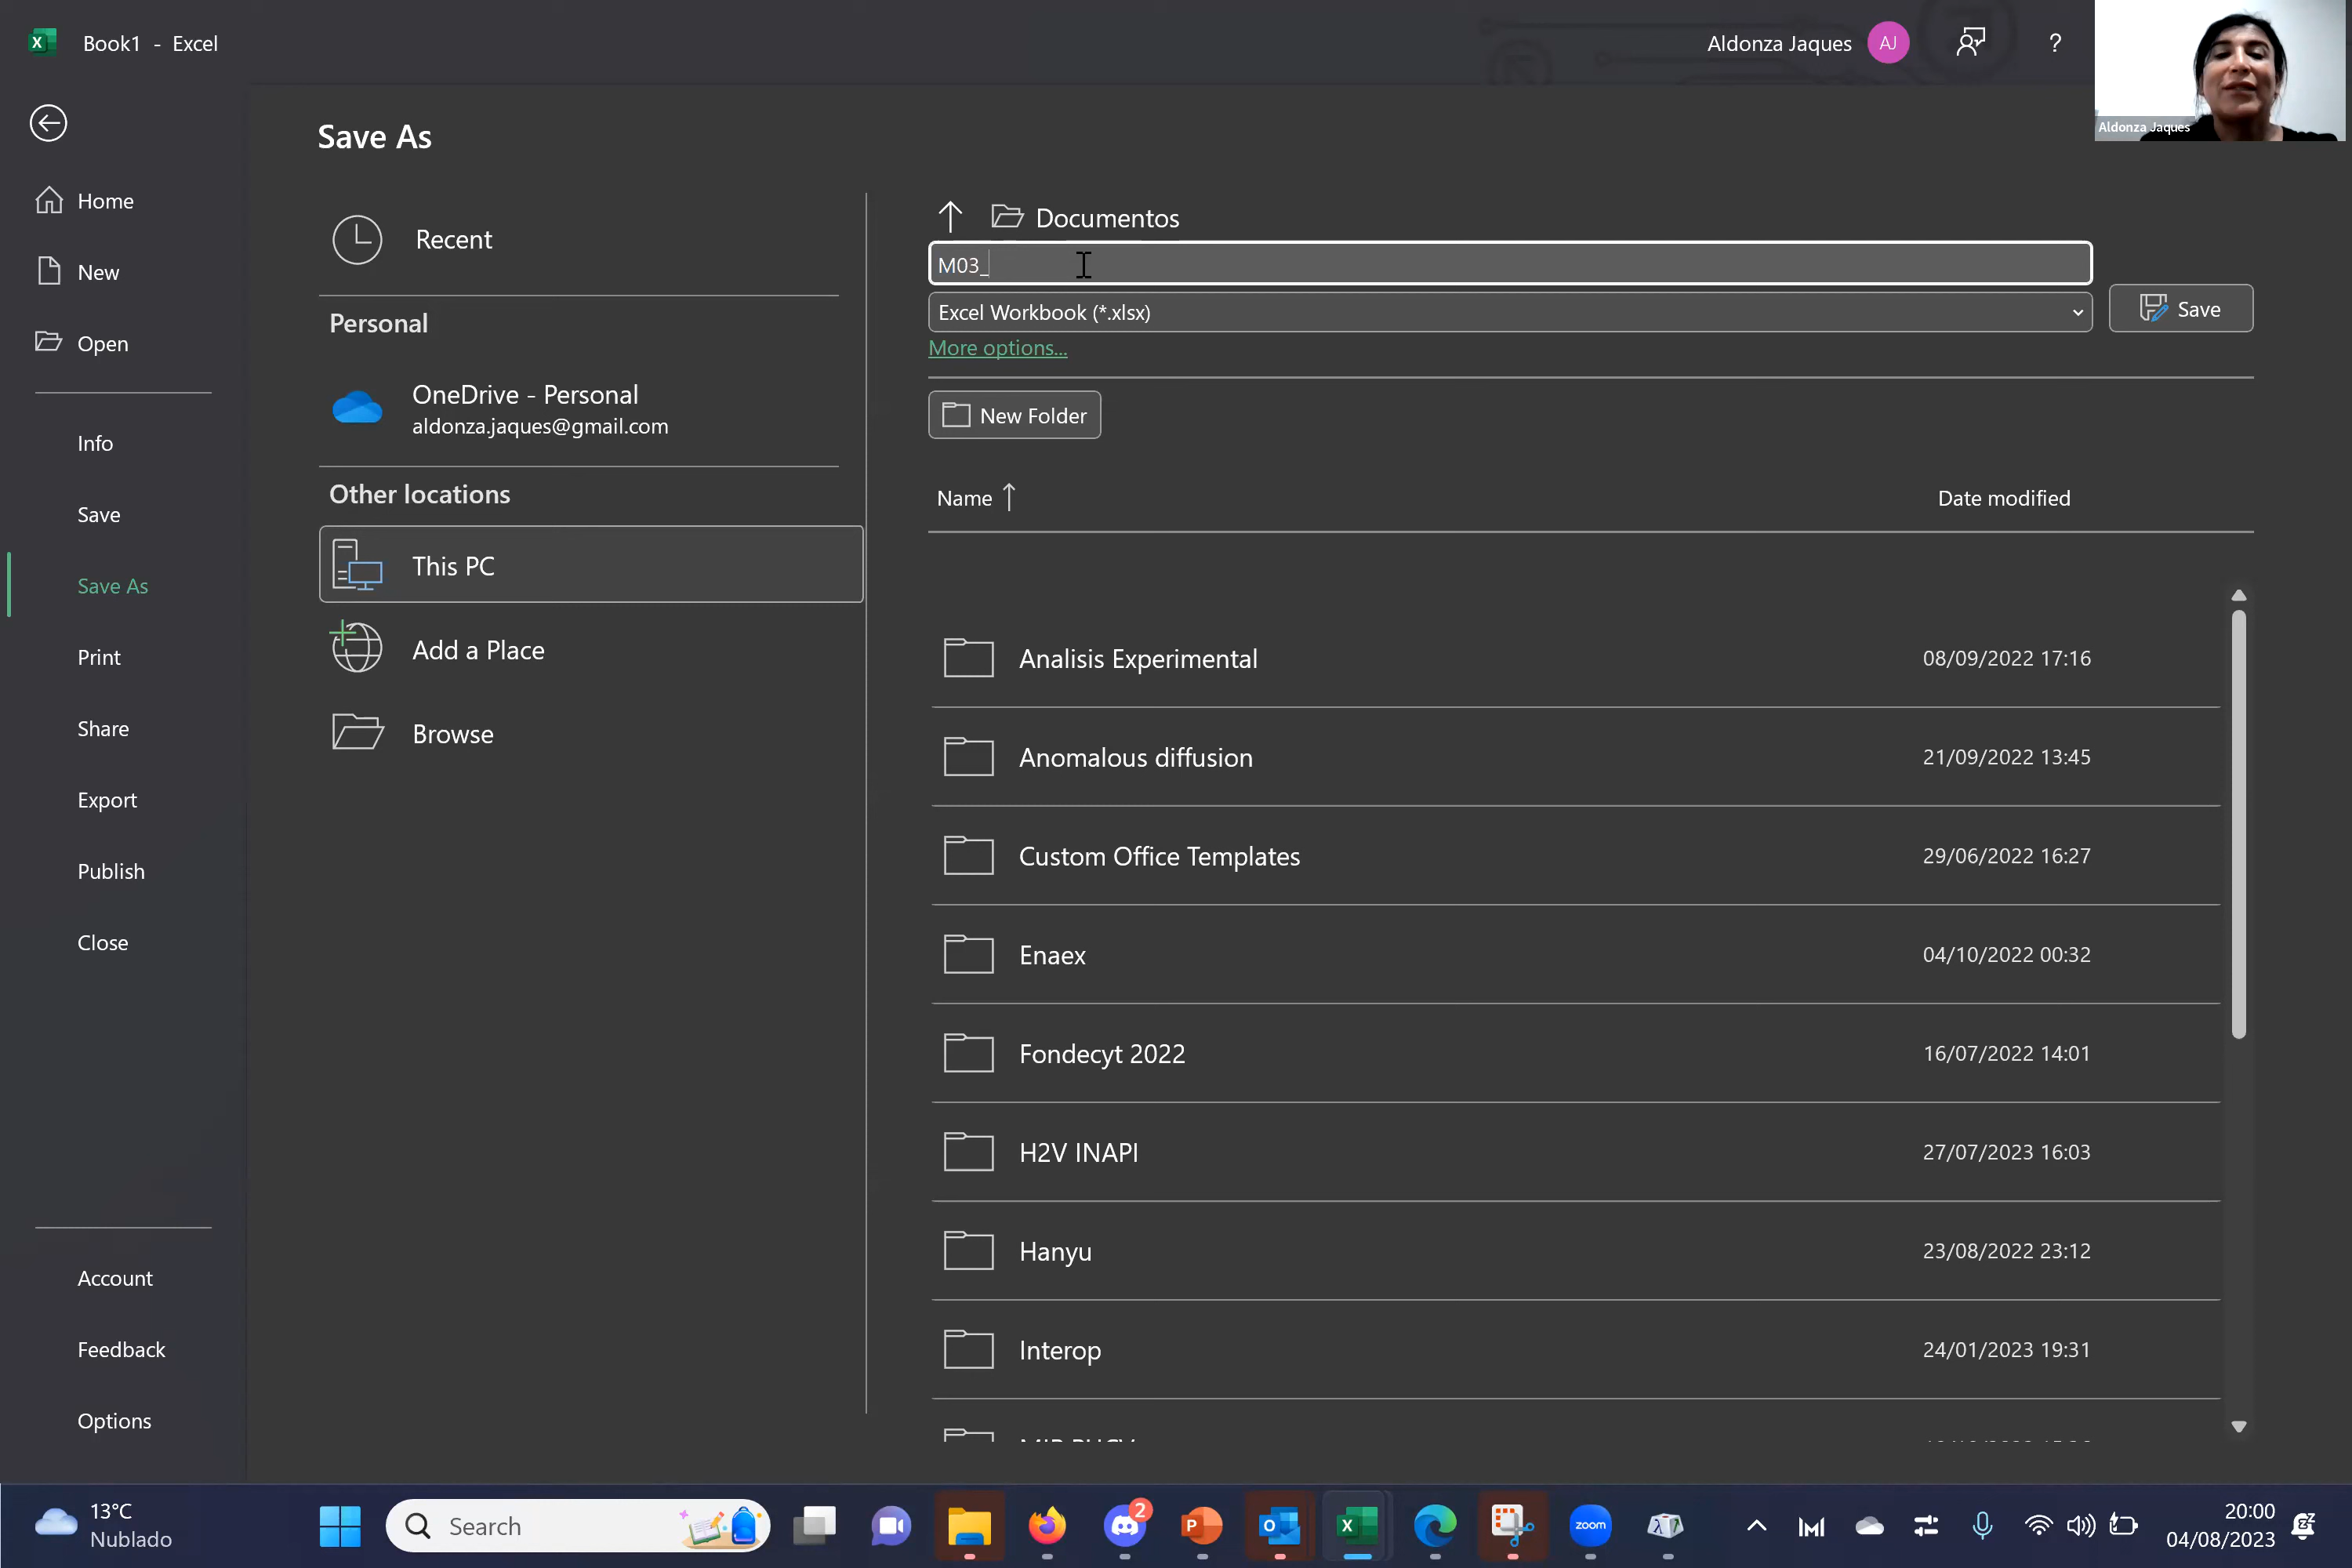 Book1 - Excel
Aldonza Jaques
AJ
?
Aldonza Jaques
Home
New
Open
Info
Save
Save As
Print
Share
Export
Publish
Close
Account
Feedback
Options
Save As
Recent
Personal
OneDrive - Personal
aldonza.jaques@gmail.com
Other locations
This PC
Add a Place
Browse
Documentos
M03_
Excel Workbook (*.xlsx)
Save
More options...
New Folder
Name
Date modified
Analisis Experimental 08/09/2022 17:16
Anomalous diffusion 21/09/2022 13:45
Custom Office Templates 29/06/2022 16:27
Enaex 04/10/2022 00:32
Fondecyt 2022 16/07/2022 14:01
H2V INAPI 27/07/2023 16:03
Hanyu 23/08/2022 23:12
Interop 24/01/2023 19:31
13°C
Nublado
Search
2
zoom
20:00
04/08/2023